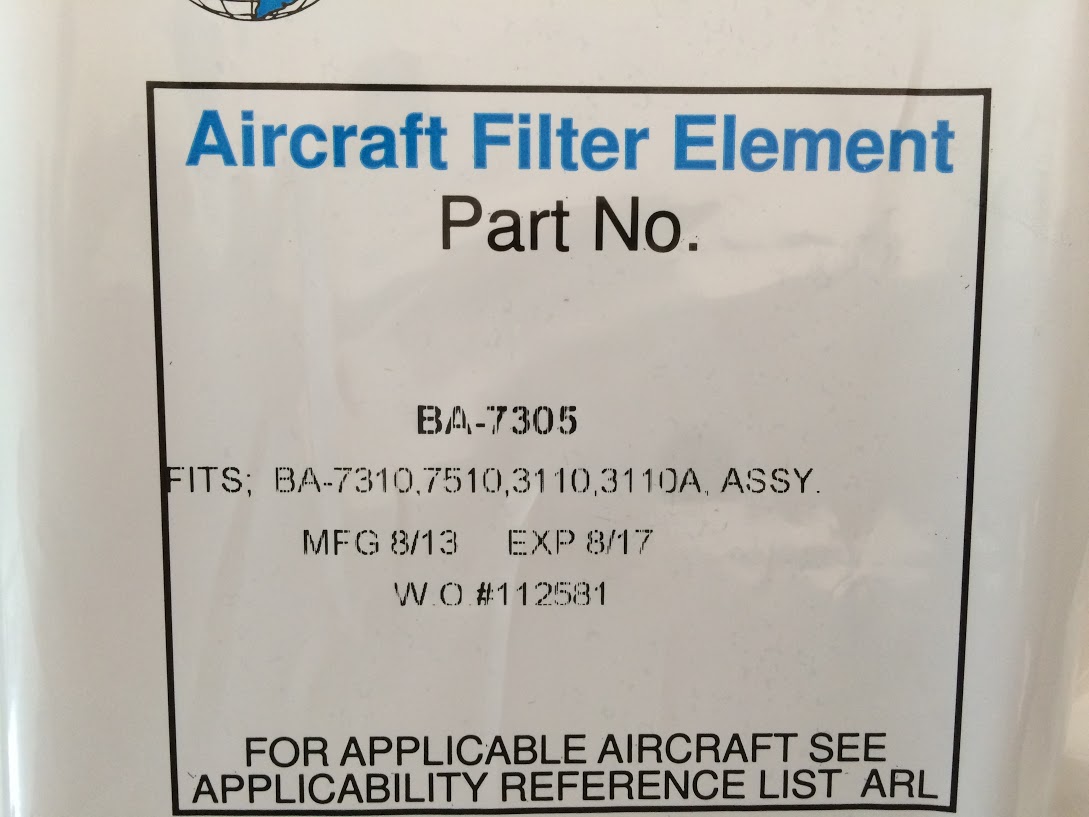 Aircraft Filter Element
Part No.
BA-7305
FITS; BA-7310,7510,3110,3110A, ASSY.
MFG 8/13 EXP 8/17
W.O.#112581
FOR APPLICABLE AIRCRAFT SEE
APPLICABILITY REFERENCE LIST ARL